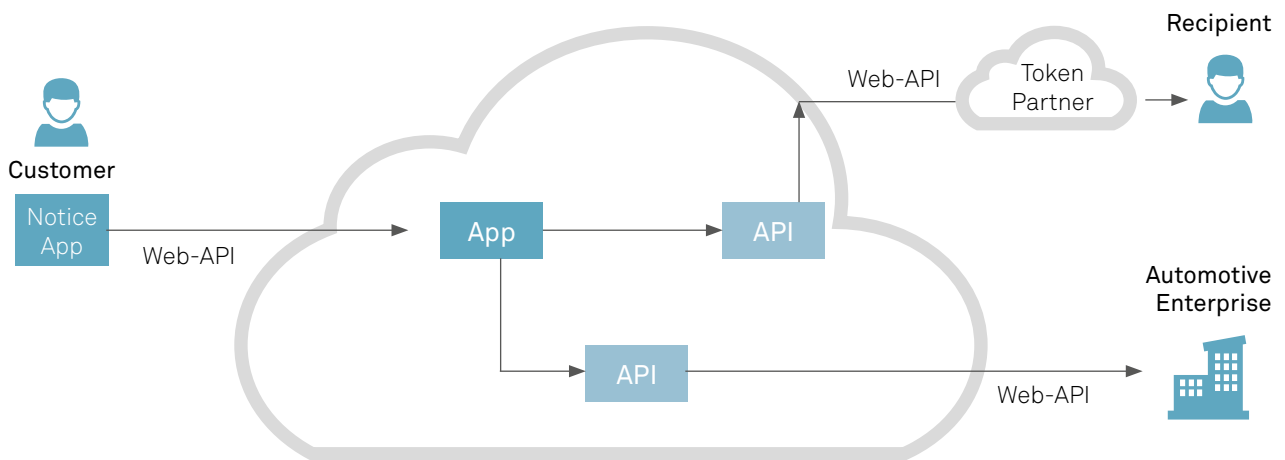 Recipient
Web-API
Token
Partner
Customer
Notice
App
Web-API
App
API
Automotive
Enterprise
API
Web-API